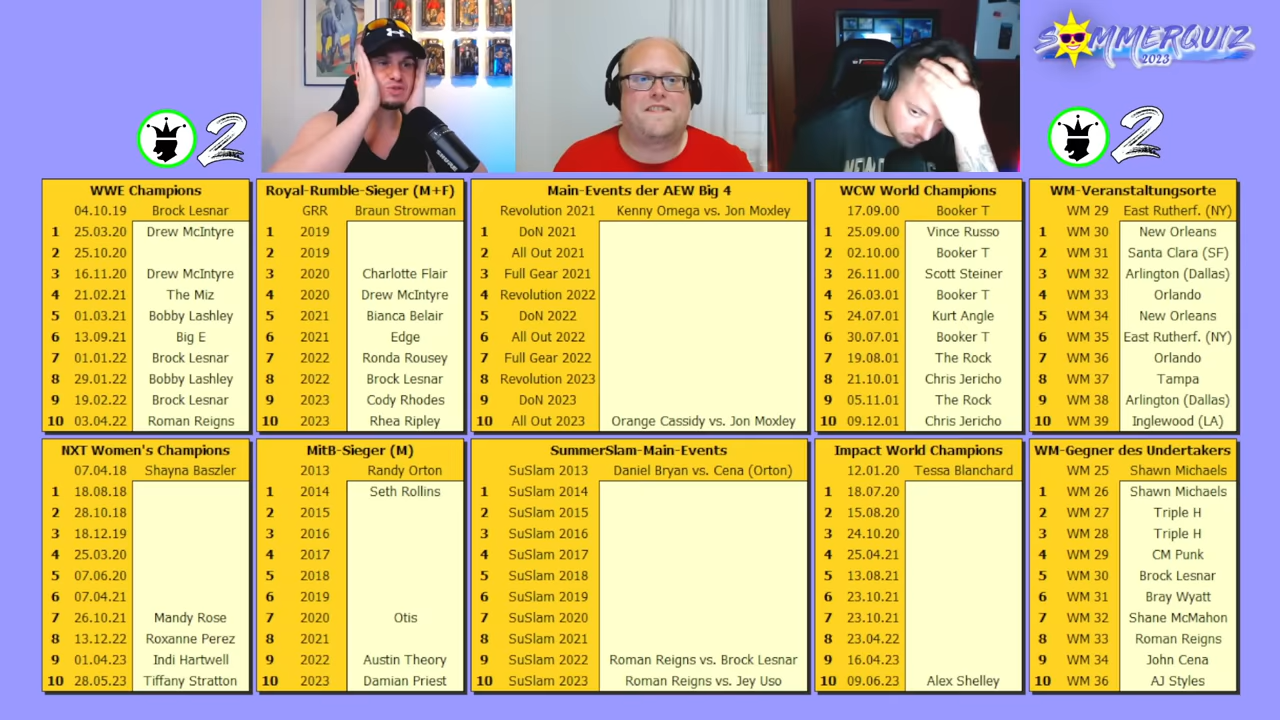 SOMMERQUIZ
2023
2
2
WWE Champions
04.10.19 Brock Lesnar
1 25.03.20 Drew McIntyre
2 25.10.20
3 16.11.20 Drew McIntyre
4 21.02.21 The Miz
5 01.03.21 Bobby Lashley
6 13.09.21 Big E
7 01.01.22 Brock Lesnar
8 29.01.22 Bobby Lashley
9 19.02.22 Brock Lesnar
10 03.04.22 Roman Reigns
Royal-Rumble-Sieger (M+F)
GRR Braun Strowman
1 2019
2 2019
3 2020 Charlotte Flair
4 2020 Drew McIntyre
5 2021 Bianca Belair
6 2021 Edge
7 2022 Ronda Rousey
8 2022 Brock Lesnar
9 2023 Cody Rhodes
10 2023 Rhea Ripley
Main-Events der AEW Big 4
Revolution 2021 Kenny Omega vs. Jon Moxley
1 DoN 2021
2 All Out 2021
3 Full Gear 2021
4 Revolution 2022
5 DoN 2022
6 All Out 2022
7 Full Gear 2022
8 Revolution 2023
9 DoN 2023
10 All Out 2023 Orange Cassidy vs. Jon Moxley
WCW World Champions
17.09.00 Booker T
1 25.09.00 Vince Russo
2 02.10.00 Booker T
3 26.11.00 Scott Steiner
4 26.03.01 Booker T
5 24.07.01 Kurt Angle
6 30.07.01 Booker T
7 19.08.01 The Rock
8 21.10.01 Chris Jericho
9 05.11.01 The Rock
10 09.12.01 Chris Jericho
WM-Veranstaltungsorte
WM 29 East Rutherf. (NY)
1 WM 30 New Orleans
2 WM 31 Santa Clara (SF)
3 WM 32 Arlington (Dallas)
4 WM 33 Orlando
5 WM 34 New Orleans
6 WM 35 East Rutherf. (NY)
7 WM 36 Orlando
8 WM 37 Tampa
9 WM 38 Arlington (Dallas)
10 WM 39 Inglewood (LA)
NXT Women's Champions
07.04.18 Shayna Baszler
1 18.08.18
2 28.10.18
3 18.12.19
4 25.03.20
5 07.06.20
6 07.04.21
7 26.10.21 Mandy Rose
8 13.12.22 Roxanne Perez
9 01.04.23 Indi Hartwell
10 28.05.23 Tiffany Stratton
MitB-Sieger (M)
2013 Randy Orton
1 2014 Seth Rollins
2 2015
3 2016
4 2017
5 2018
6 2019
7 2020 Otis
8 2021
9 2022 Austin Theory
10 2023 Damian Priest
SummerSlam-Main-Events
SuSlam 2013 Daniel Bryan vs. Cena (Orton)
1 SuSlam 2014
2 SuSlam 2015
3 SuSlam 2016
4 SuSlam 2017
5 SuSlam 2018
6 SuSlam 2019
7 SuSlam 2020
8 SuSlam 2021
9 SuSlam 2022 Roman Reigns vs. Brock Lesnar
10 SuSlam 2023 Roman Reigns vs. Jey Uso
Impact World Champions
12.01.20 Tessa Blanchard
1 18.07.20
2 15.08.20
3 24.10.20
4 25.04.21
5 13.08.21
6 23.10.21
7 23.10.21
8 23.04.22
9 16.04.23
10 09.06.23 Alex Shelley
WM-Gegner des Undertakers
WM 25 Shawn Michaels
1 WM 26 Shawn Michaels
2 WM 27 Triple H
3 WM 28 Triple H
4 WM 29 CM Punk
5 WM 30 Brock Lesnar
6 WM 31 Bray Wyatt
7 WM 32 Shane McMahon
8 WM 33 Roman Reigns
9 WM 34 John Cena
10 WM 36 AJ Styles